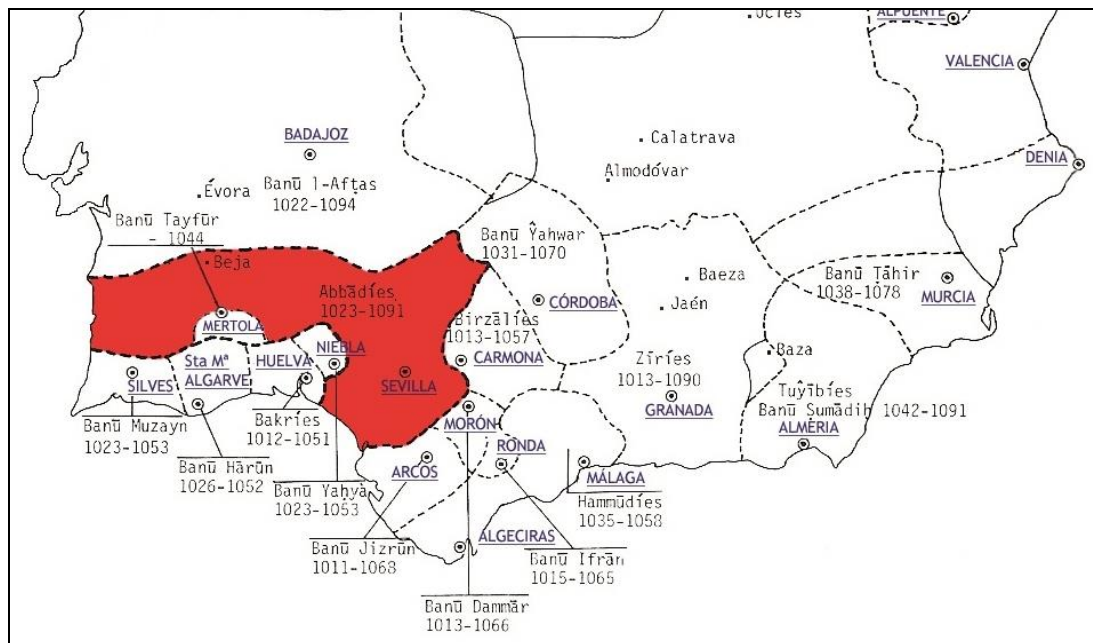 Ucles
ALPUENTE
VALENCIA
BADAJOZ
Calatrava
DENIA
Almodóvar
Évora
Banū l-Afṭas
1022-1094
Banū Tayfūr
- 1044
Banū Ŷahwar
1031-1070
Beja
Banū Ṭāhir
1038-1078
MURCIA
Baeza
Abbādíes
1023-1091
CÓRDOBA
Jaén
MERTOLA
Birzālíes
1013-1057
NIEBLA
Sta Mª
ALGARVE
HUELVA
CARMONA
Zīríes
1013-1090
Baza
SILVES
SEVILLA
GRANADA
Tuŷībíes
Banū Sumādiḥ 1042-1091
ALMERIA
Banū Muzayn
1023-1053
Bakríes
1012-1051
MORÓN
RONDA
Banū Hārūn
1026-1052
Banū Yaḥyà
1023-1053
ARCOS
MÁLAGA
Hammūdíes
1035-1058
Banū Jizrūn
1011-1068
ALGECIRAS
Banū Ifrān
1015-1065
Banū Dammār
1013-1066